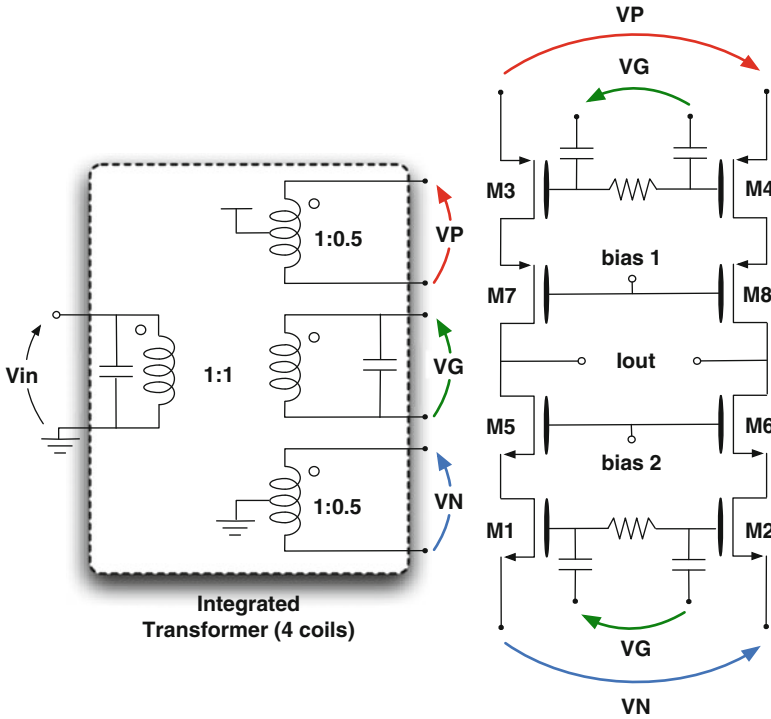 VP
VG
M3
M4
1:0.5
VP
bias 1
M7
M8
Vin
1:1
VG
Iout
M5
M6
bias 2
1:0.5
VN
M1
M2
Integrated
Transformer (4 coils)
VG
VN